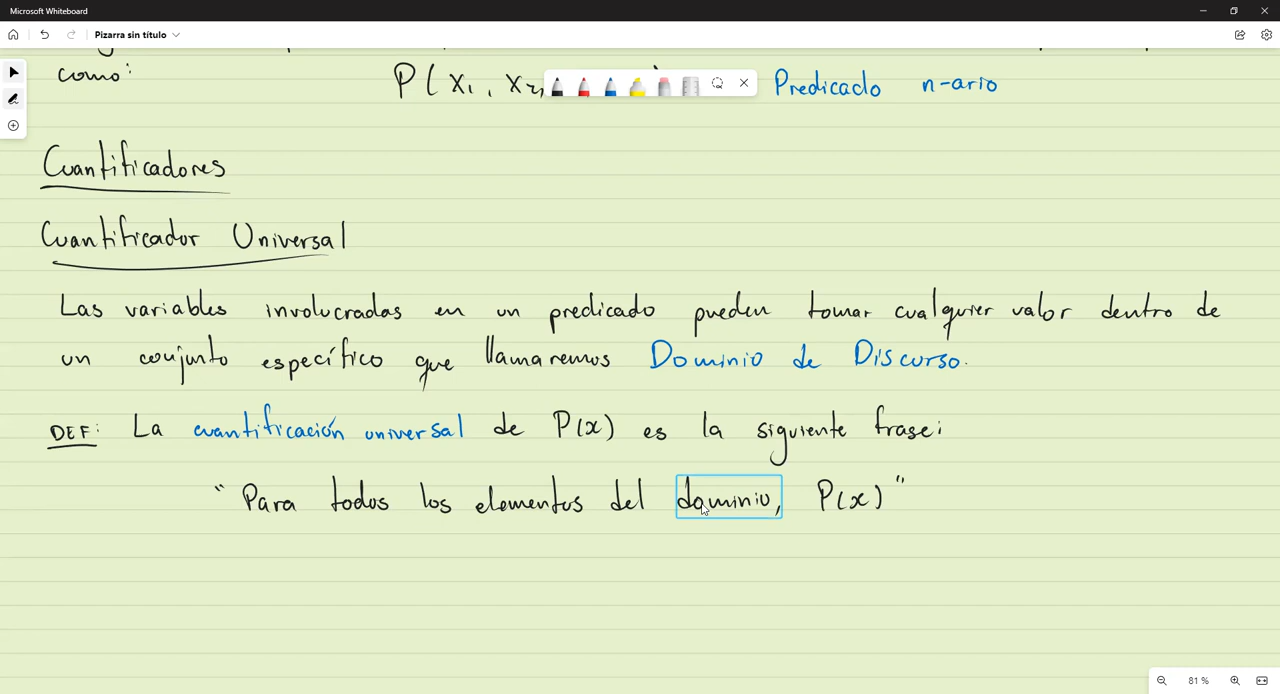 Microsoft Whiteboard
Pizarra sin título
como: P( x₁ , x₂, Predicado n-ario
Cuantificadores
Cuantificador Universal
Las variables involucradas en un predicado pueden tomar cualquier valor dentro de
un conjunto específico que llamaremos Dominio de Discurso.
DEF: La cuantificación universal de P(x) es la siguiente frase:
" Para todos los elementos del dominio, P(x) "
81 %